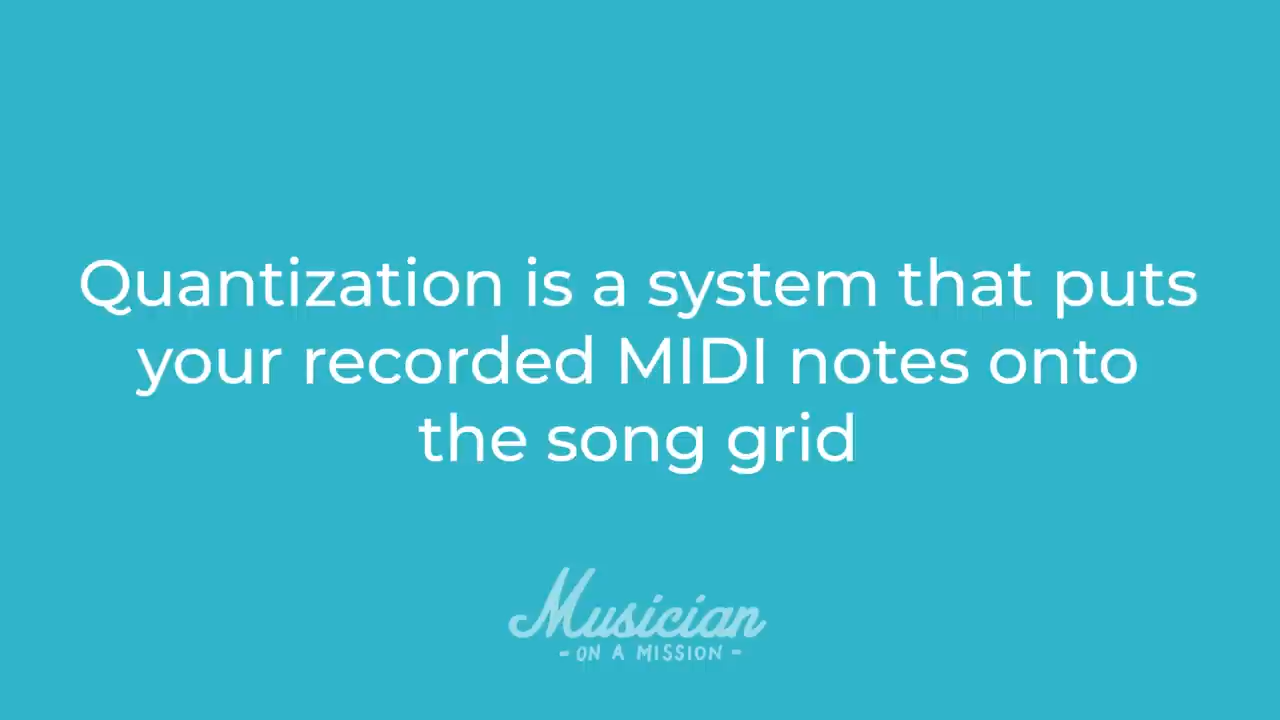 Quantization is a system that puts
your recorded MIDI notes onto
the song grid
Musician
- ON A MISSION -